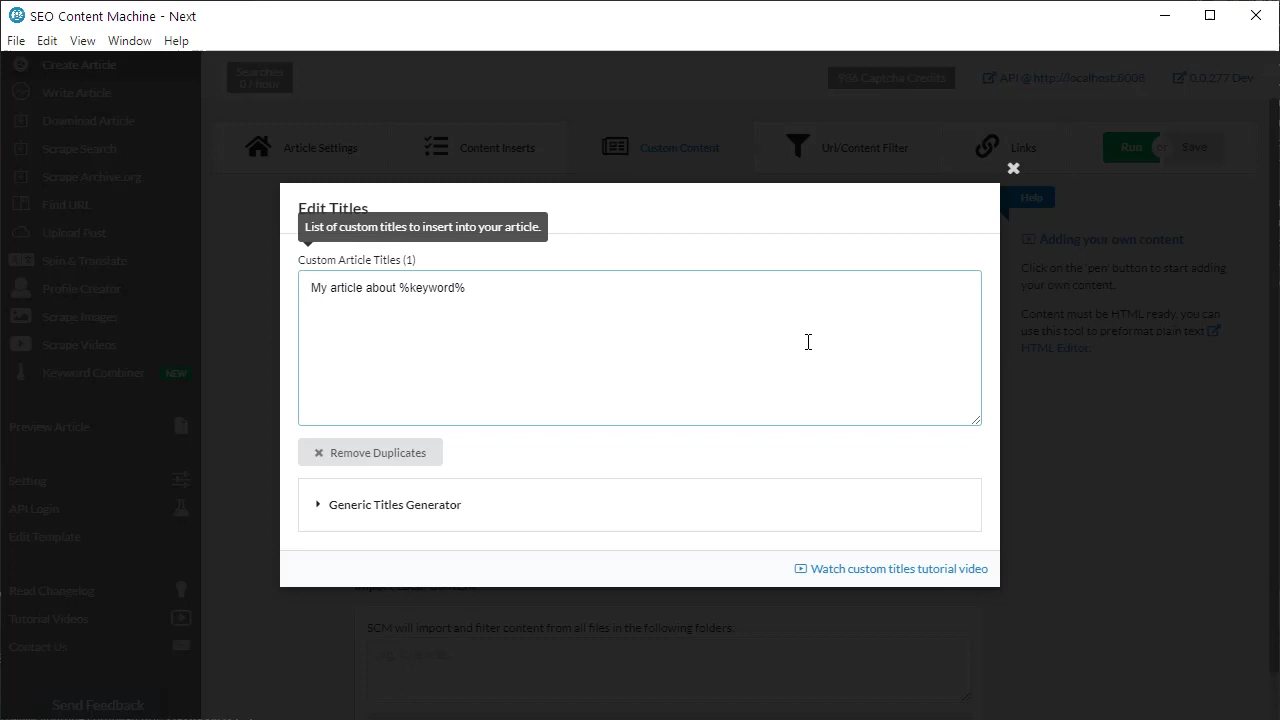 SEO Content Machine - Next
File Edit View Window Help
Create Article
Write Article
Download Article
Scrape Search
Scrape Archive.org
Find URL
Upload Post
Spin & Translate
Profile Creator
Scrape Images
Scrape Videos
Keyword Combiner NEW
Preview Article
Setting
API Login
Edit Template
Read Changelog
Tutorial Videos
Contact Us
Send Feedback
Searches
0 / hour
986 Captcha Credits
API @ http://localhost:8008
0.0.277 Dev
Article Settings
Content Inserts
Custom Content
Url/Content Filter
Links
Run or Save
Edit Titles
List of custom titles to insert into your article.
Custom Article Titles (1)
My article about %keyword%
Remove Duplicates
Generic Titles Generator
Watch custom titles tutorial video
Help
Adding your own content
Click on the 'pen' button to start adding
your own content.
Content must be HTML ready, you can
use this tool to preformat plain text
HTML Editor.
SCM will import and filter content from all files in the following folders.